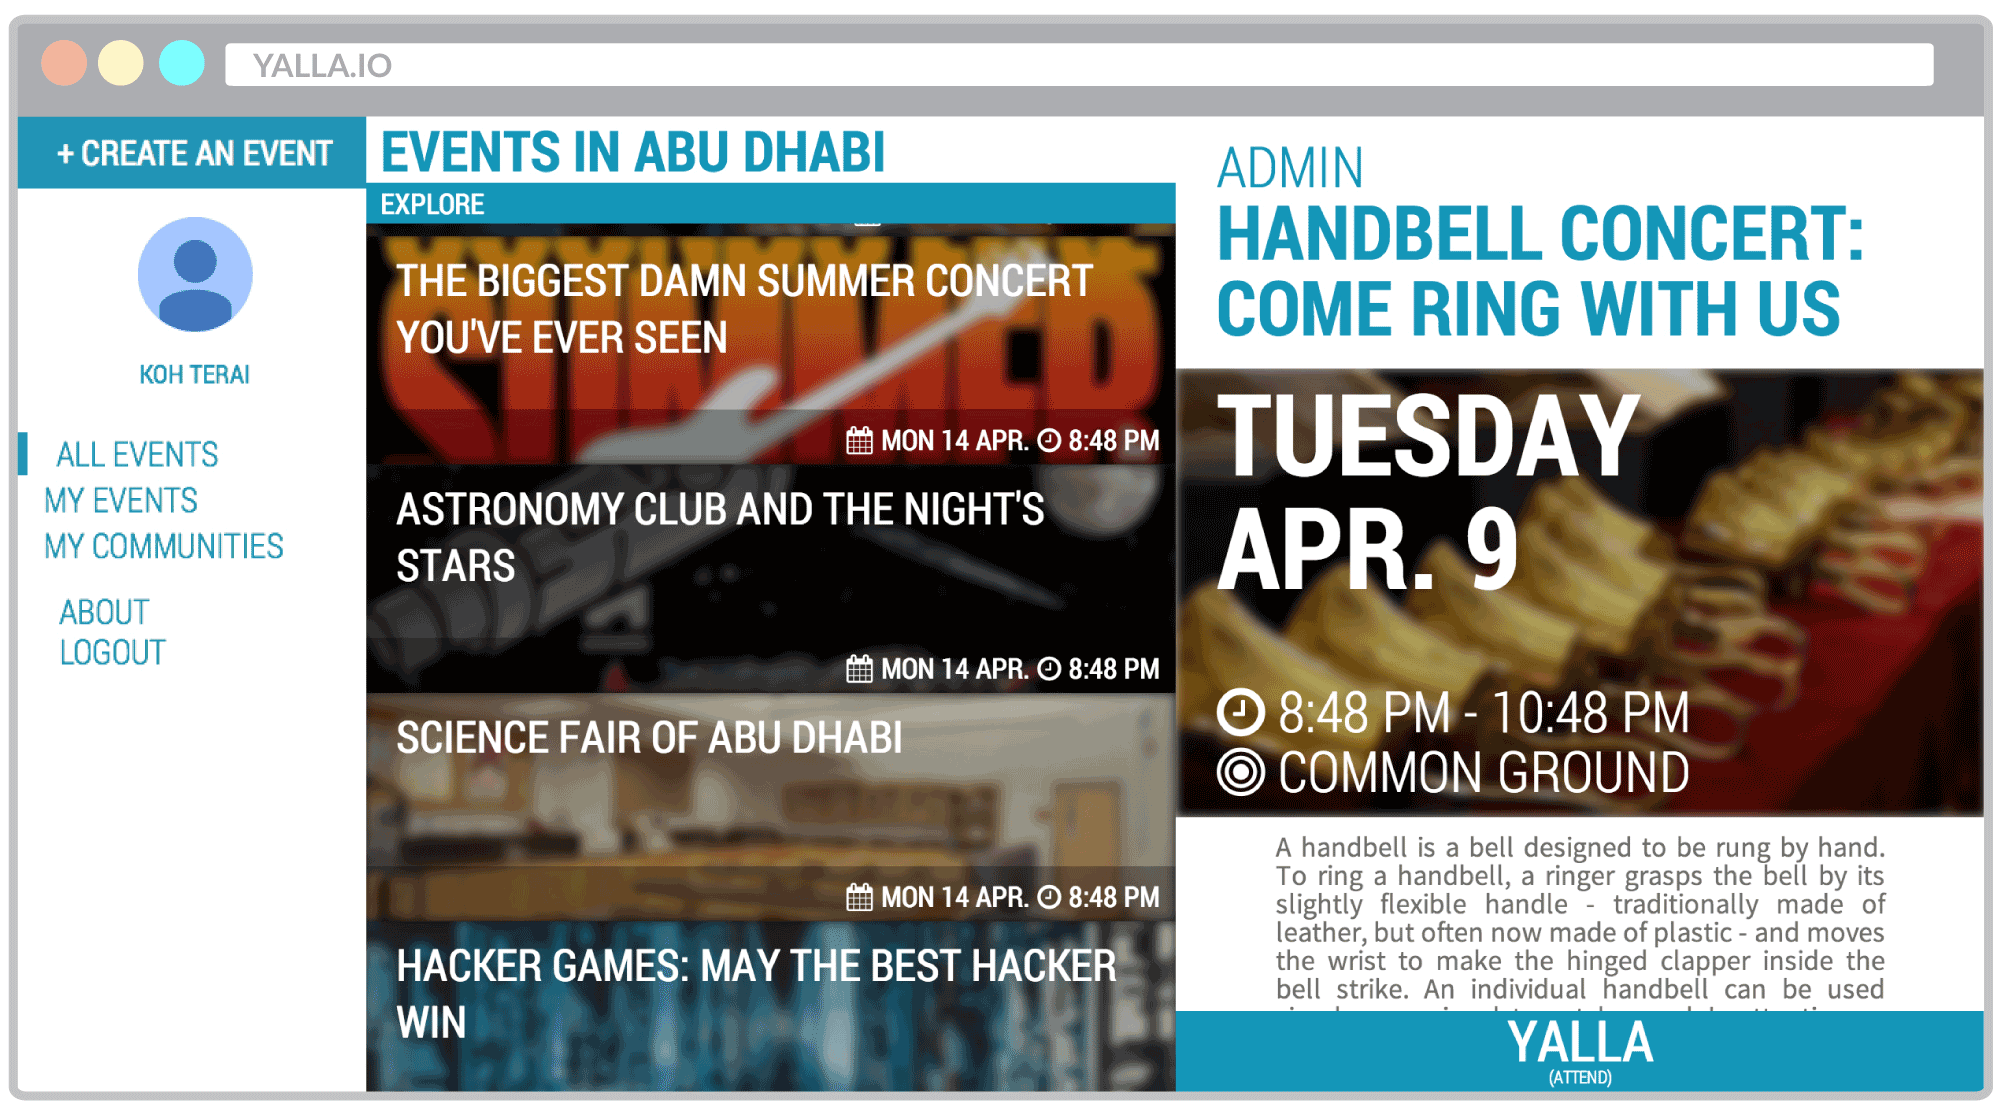 YALLA.IO
+ CREATE AN EVENT
KOH TERAI
ALL EVENTS
MY EVENTS
MY COMMUNITIES
ABOUT
LOGOUT
EVENTS IN ABU DHABI
EXPLORE
SUMMER
THE BIGGEST DAMN SUMMER CONCERT
YOU'VE EVER SEEN
MON 14 APR. 8:48 PM
ASTRONOMY CLUB AND THE NIGHT'S
STARS
MON 14 APR. 8:48 PM
SCIENCE FAIR OF ABU DHABI
MON 14 APR. 8:48 PM
HACKER GAMES: MAY THE BEST HACKER
WIN
ADMIN
HANDBELL CONCERT:
COME RING WITH US
TUESDAY
APR. 9
8:48 PM - 10:48 PM
COMMON GROUND
A handbell is a bell designed to be rung by hand.
To ring a handbell, a ringer grasps the bell by its
slightly flexible handle - traditionally made of
leather, but often now made of plastic - and moves
the wrist to make the hinged clapper inside the
bell strike. An individual handbell can be used
YALLA
(ATTEND)